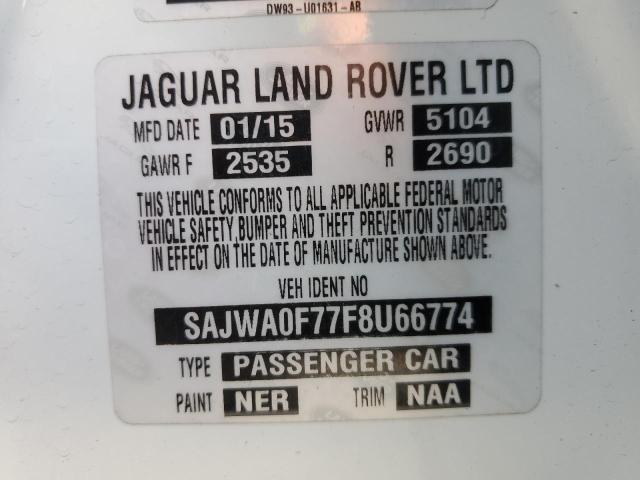 DW93-U01631-AB
JAGUAR LAND ROVER LTD
MFD DATE 01/15 GVWR 5104
GAWR F 2535 R 2690
THIS VEHICLE CONFORMS TO ALL APPLICABLE FEDERAL MOTOR
VEHICLE SAFETY BUMPER AND THEFT PREVENTION STANDARDS
IN EFFECT ON THE DATE OF MANUFACTURE SHOWN ABOVE.
VEH IDENT NO
SAJWA0F77F8U66774
TYPE PASSENGER CAR
PAINT NER TRIM NAA